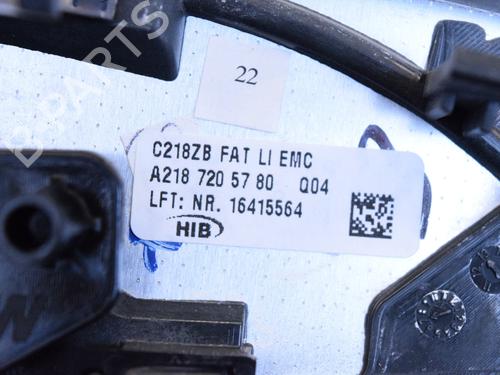 22
C218ZB FAT LI EMC
A218 720 57 80 Q04
LFT: NR. 16415564
HIB
B-PARTS